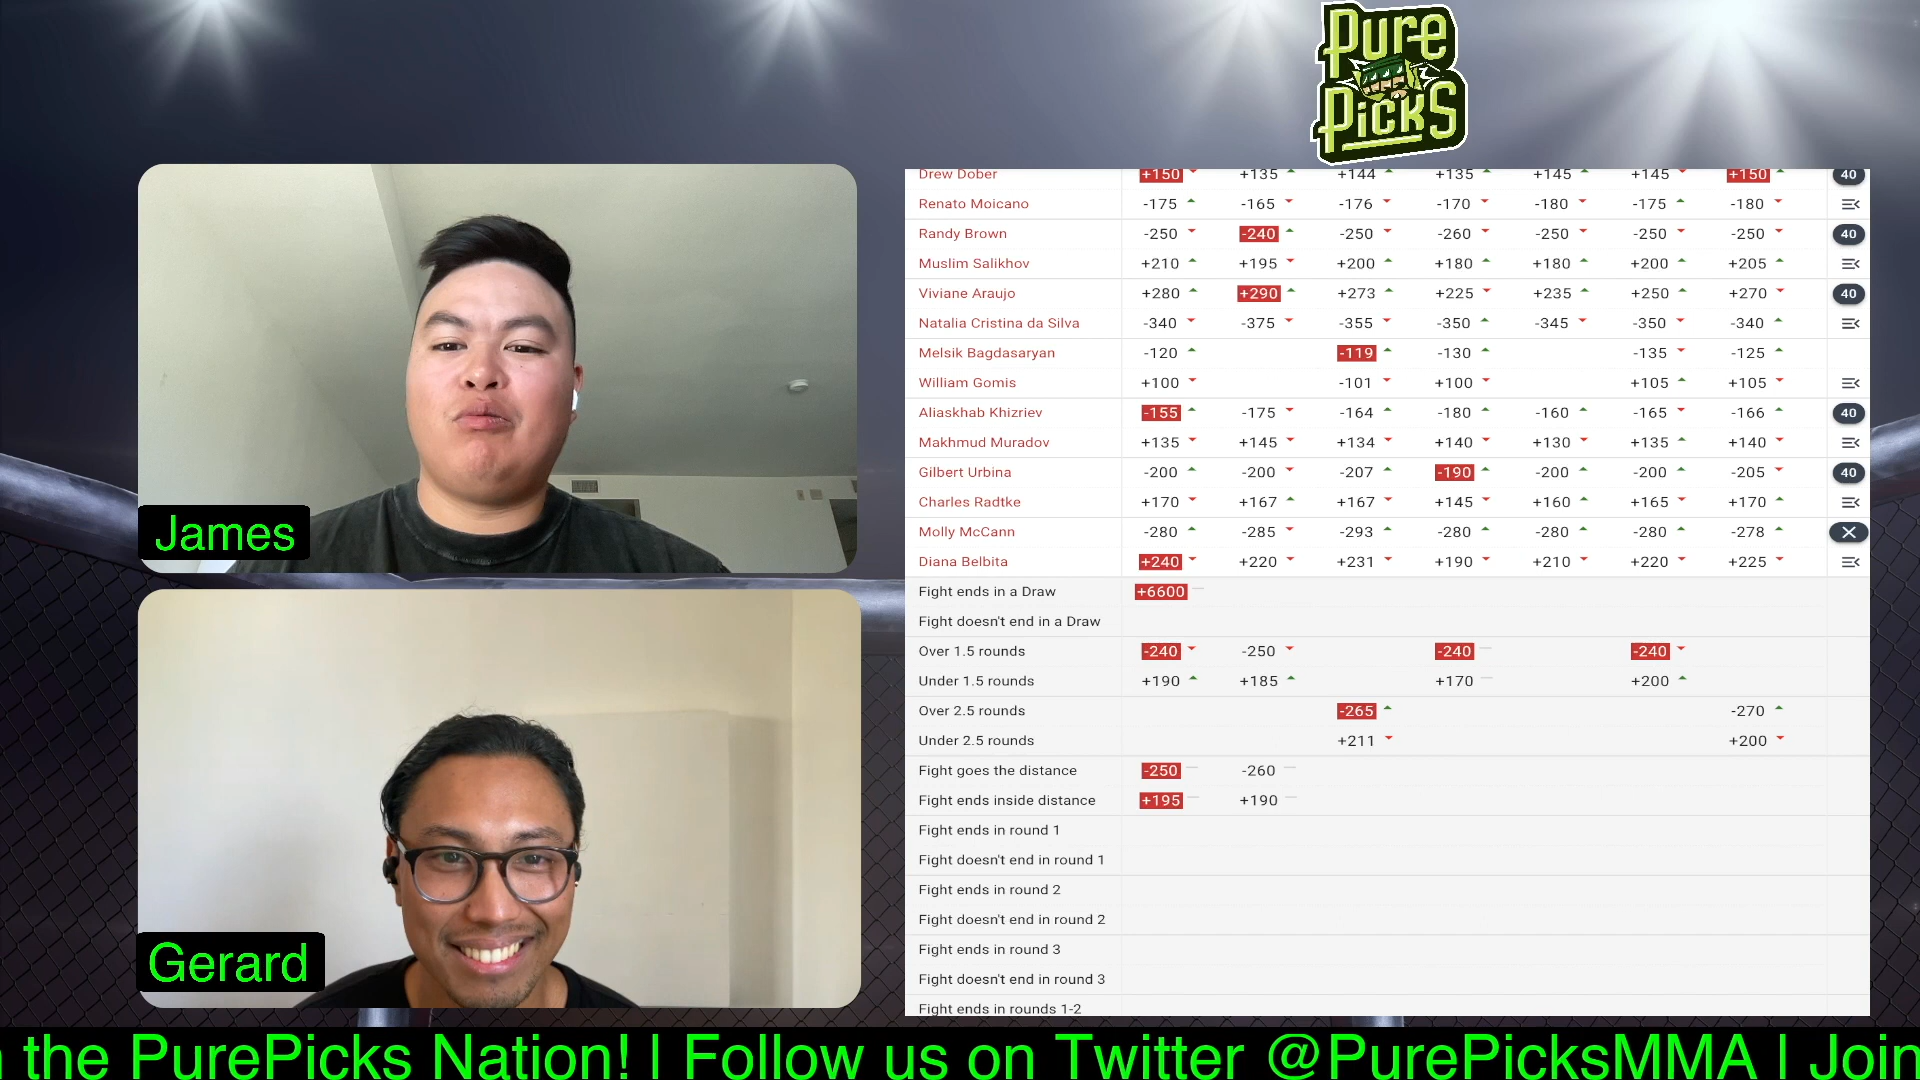 Pure
Picks
James
Gerard
Drew Dober +150 +135 +144 +135 +145 +145 +150 40
Renato Moicano -175 -165 -176 -170 -180 -175 -180
Randy Brown -250 -240 -250 -260 -250 -250 -250 40
Muslim Salikhov +210 +195 +200 +180 +180 +200 +205
Viviane Araujo +280 +290 +273 +225 +235 +250 +270 40
Natalia Cristina da Silva -340 -375 -355 -350 -345 -350 -340
Melsik Bagdasaryan -120 -119 -130 -135 -125
William Gomis +100 -101 +100 +105 +105
Aliaskhab Khizriev -155 -175 -164 -180 -160 -165 -166 40
Makhmud Muradov +135 +145 +134 +140 +130 +135 +140
Gilbert Urbina -200 -200 -207 -190 -200 -200 -205 40
Charles Radtke +170 +167 +167 +145 +160 +165 +170
Molly McCann -280 -285 -293 -280 -280 -280 -278
Diana Belbita +240 +220 +231 +190 +210 +220 +225
Fight ends in a Draw +6600
Fight doesn't end in a Draw
Over 1.5 rounds -240 -250 -240 -240
Under 1.5 rounds +190 +185 +170 +200
Over 2.5 rounds -265 -270
Under 2.5 rounds +211 +200
Fight goes the distance -250 -260
Fight ends inside distance +195 +190
Fight ends in round 1
Fight doesn't end in round 1
Fight ends in round 2
Fight doesn't end in round 2
Fight ends in round 3
Fight doesn't end in round 3
Fight ends in rounds 1-2
the PurePicks Nation! | Follow us on Twitter @PurePicksMMA | Join